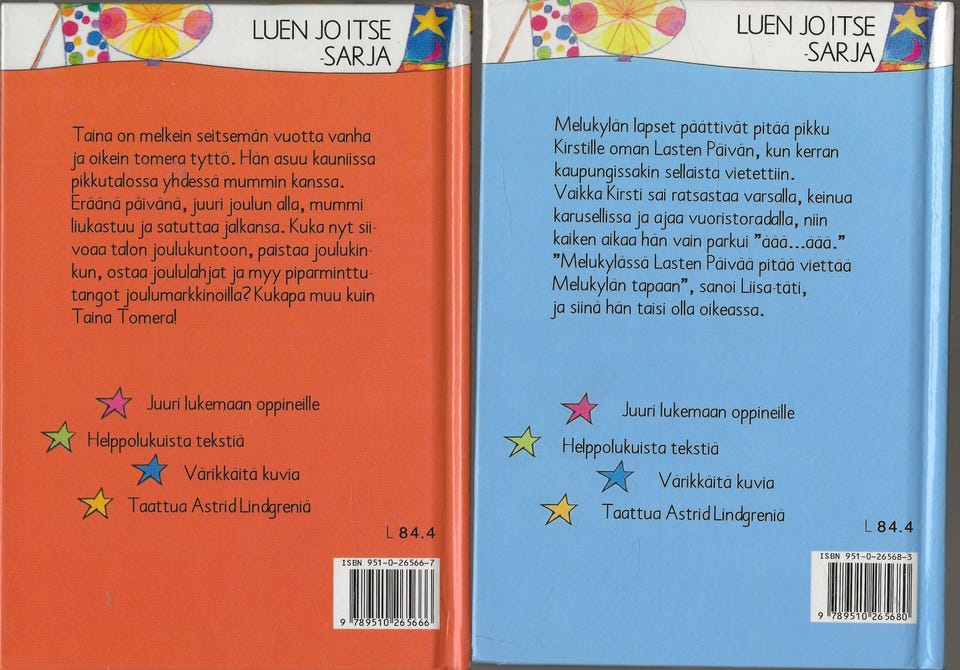 LUEN JO ITSE
-SARJA
Taina on melkein seitsemän vuotta vanha
ja oikein tomera tyttö. Hän asuu kauniissa
pikkutalossa yhdessä mummin kanssa.
Eräänä päivänä, juuri joulun alla, mummi
liukastuu ja satuttaa jalkansa. Kuka nyt sii-
voaa talon joulukuntoon, paistaa joulukin-
kun, ostaa joululahjat ja myy piparminttu-
tangot joulumarkkinoilla? Kukapa muu kuin
Taina Tomera!
Juuri lukemaan oppineille
Helppolukuista tekstiä
Värikkäitä kuvia
Taattua Astrid Lindgreniä
L 84.4
ISBN 951-0-26566-7
9 789510 265666
LUEN JO ITSE
-SARJA
Melukylän lapset päättivät pitää pikku
Kirstille oman Lasten Päivän, kun kerran
kaupungissakin sellaista vietettiin.
Vaikka Kirsti sai ratsastaa varsalla, keinua
karusellissa ja ajaa vuoristoradalla, niin
kaiken aikaa hän vain parkui "äää...äää."
"Melukylässä Lasten Päivää pitää viettää
Melukylän tapaan", sanoi Liisa-täti,
ja siinä hän taisi olla oikeassa.
Juuri lukemaan oppineille
Helppolukuista tekstiä
Värikkäitä kuvia
Taattua Astrid Lindgreniä
L 84.4
ISBN 951-0-26568-3
9 789510 265680